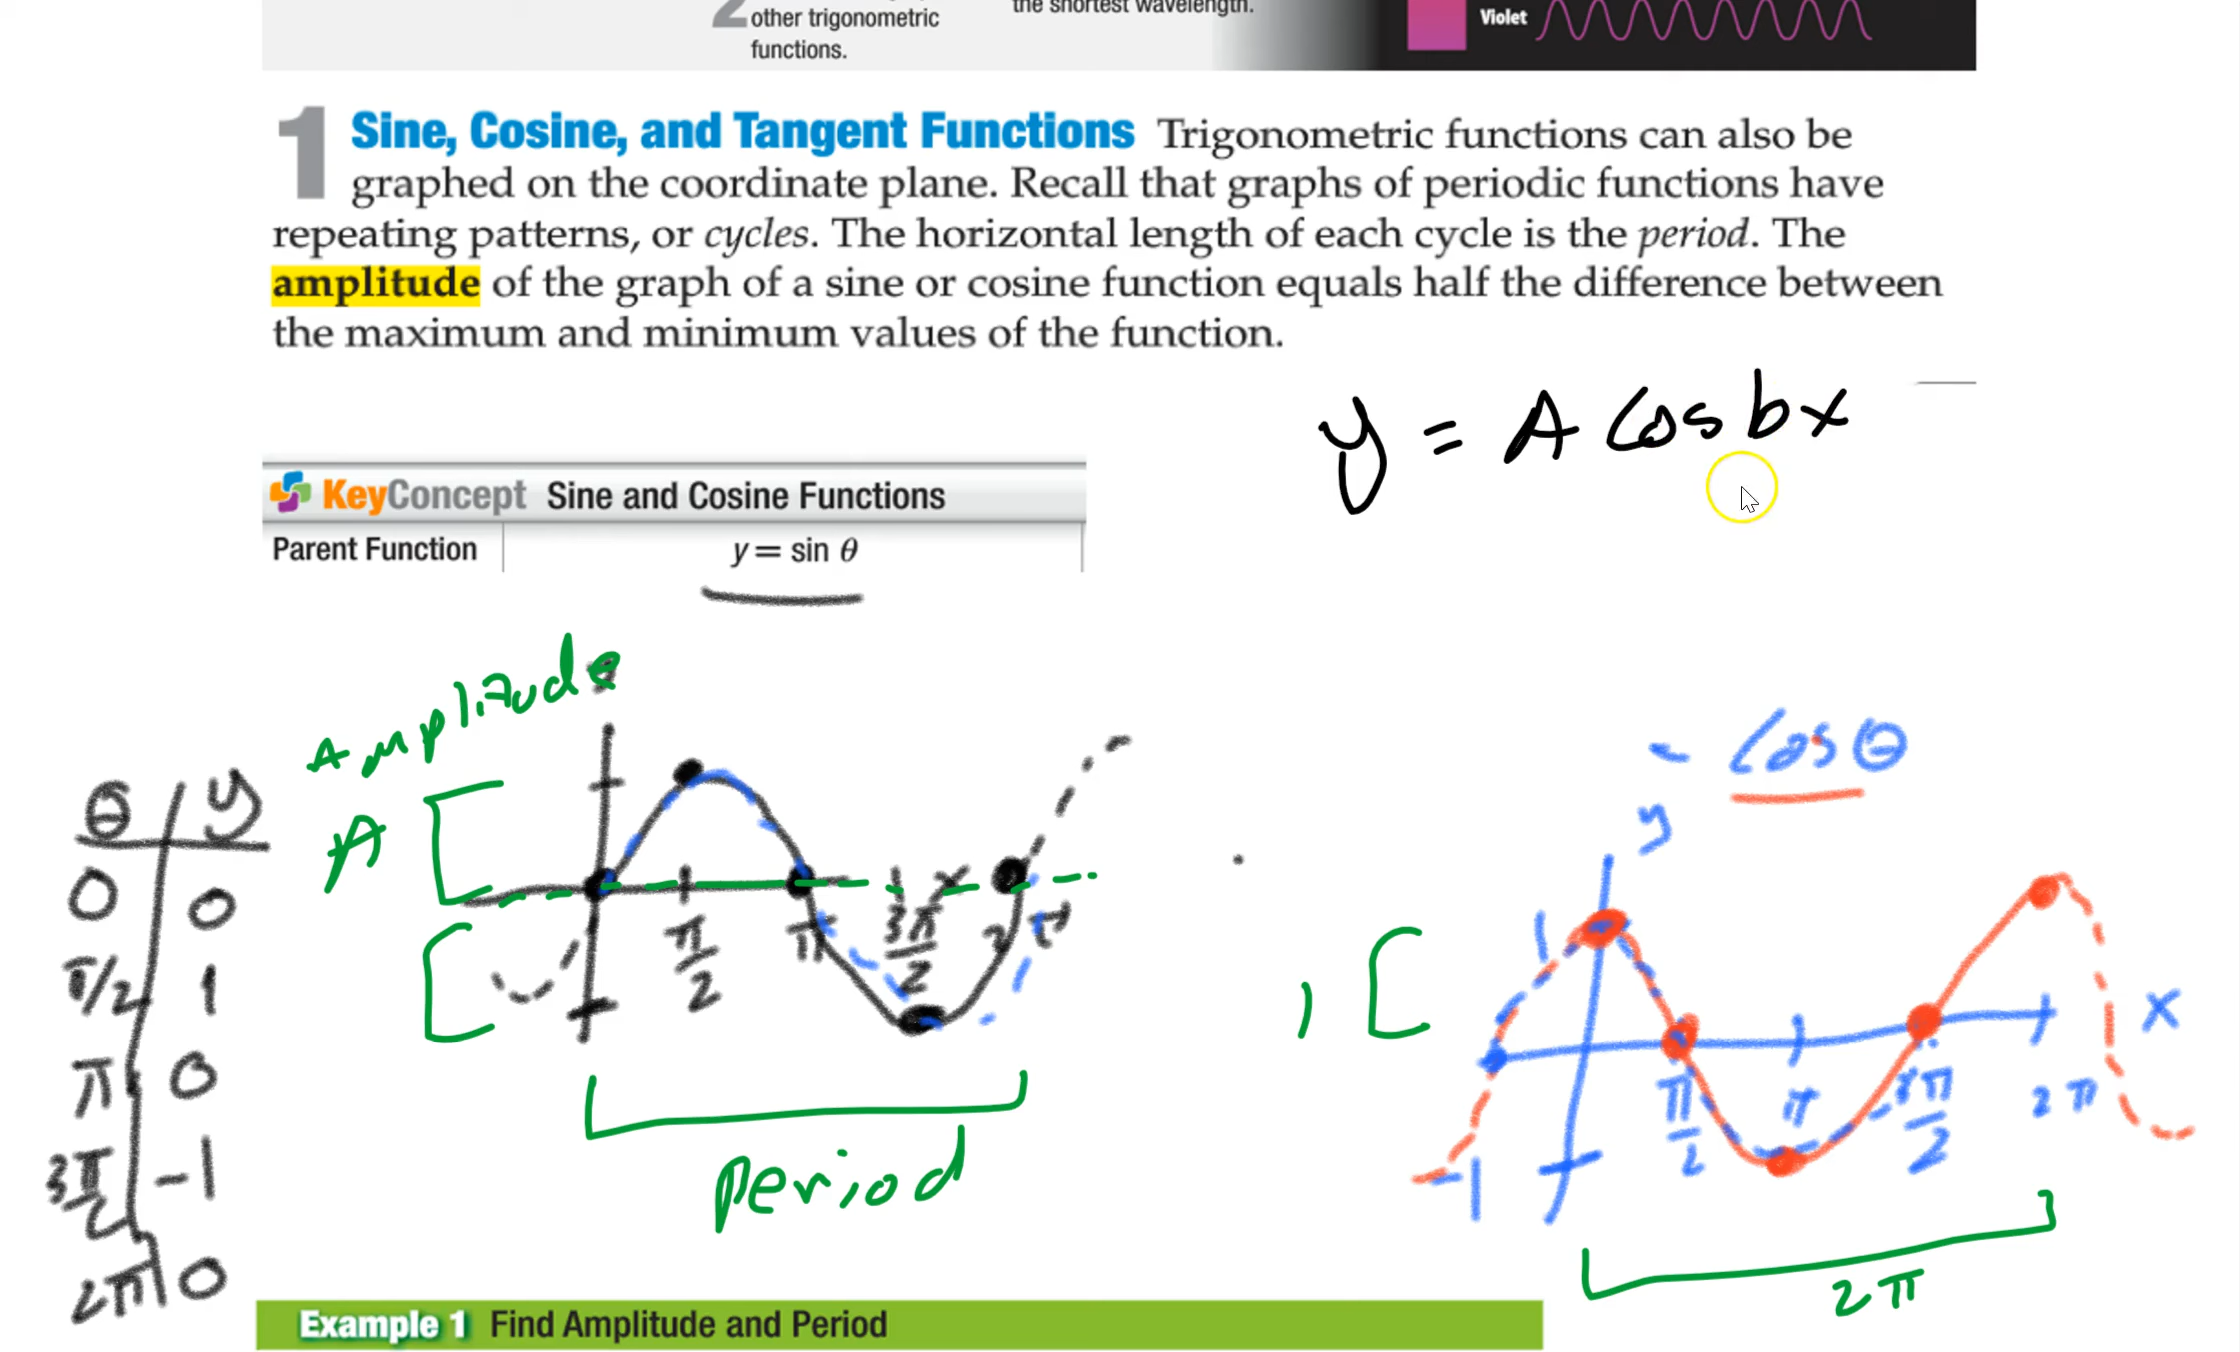 2 other trigonometric
functions.
the shortest wavelength.
Violet
1 Sine, Cosine, and Tangent Functions Trigonometric functions can also be
graphed on the coordinate plane. Recall that graphs of periodic functions have
repeating patterns, or cycles. The horizontal length of each cycle is the period. The
amplitude of the graph of a sine or cosine function equals half the difference between
the maximum and minimum values of the function.
y = A cos bx
KeyConcept Sine and Cosine Functions
Parent Function y = sin θ
Amplitude
A
θ y
0 0
π/2 1
π 0
3π/2 -1
2π 0
x
π/2 π 3π/2 2π
Period
cos θ
y
1
1
x
π/2 π 3π/2 2π
-1
2π
Example 1 Find Amplitude and Period